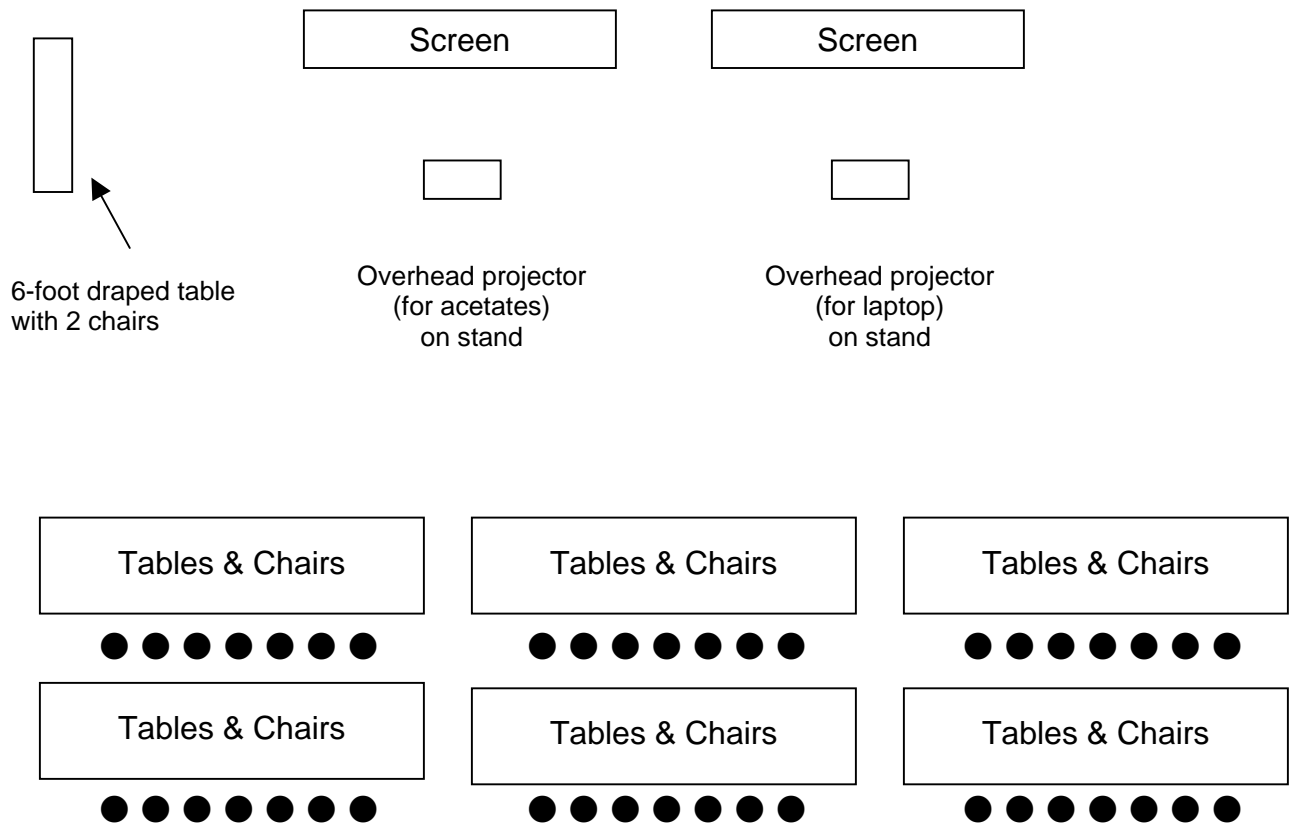 Screen
Screen
6-foot draped table
with 2 chairs
Overhead projector
(for acetates)
on stand
Overhead projector
(for laptop)
on stand
Tables & Chairs
Tables & Chairs
Tables & Chairs
Tables & Chairs
Tables & Chairs
Tables & Chairs